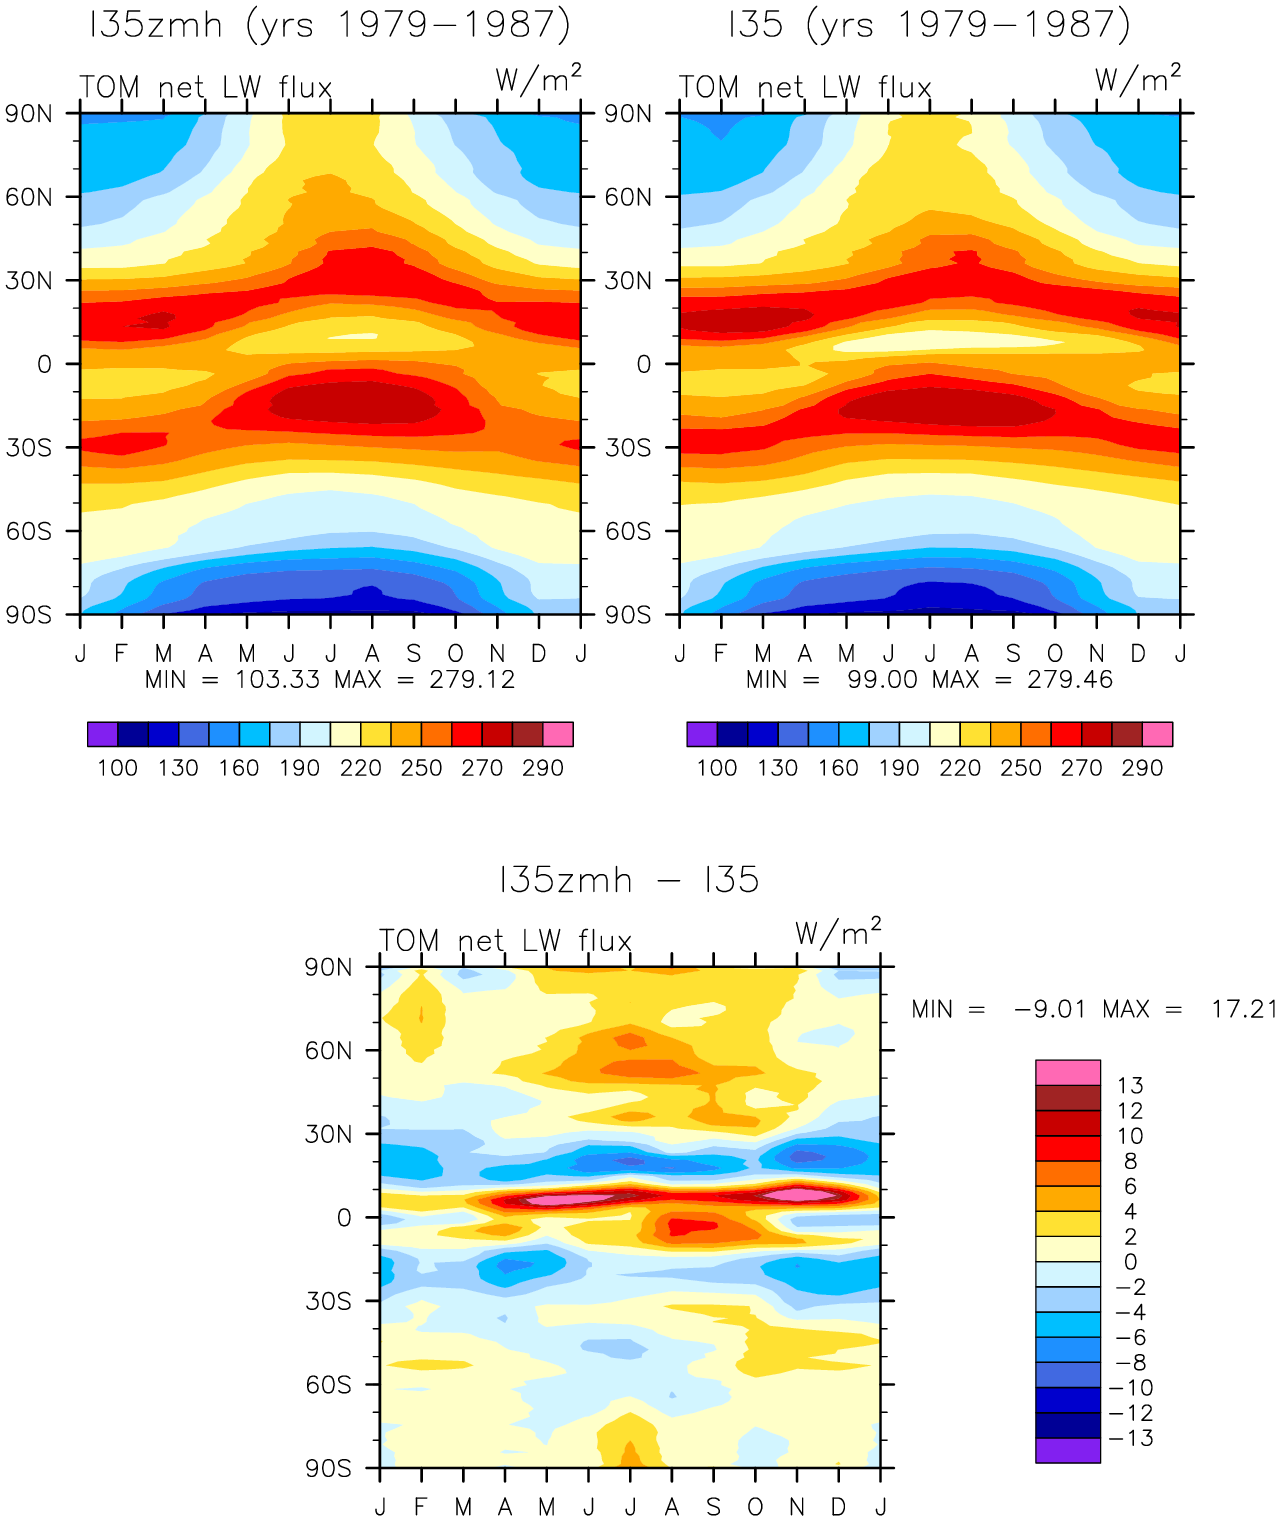 I35zmh (yrs 1979−1987)
I35 (yrs 1979−1987)
TOM net LW flux W/m²
TOM net LW flux W/m²
90N
60N
30N
0
30S
60S
90S
J F M A M J J A S O N D J
MIN = 103.33 MAX = 279.12
100 130 160 190 220 250 270 290
90N
60N
30N
0
30S
60S
90S
J F M A M J J A S O N D J
MIN = 99.00 MAX = 279.46
100 130 160 190 220 250 270 290
I35zmh − I35
TOM net LW flux W/m²
90N
60N
30N
0
30S
60S
90S
J F M A M J J A S O N D J
MIN = −9.01 MAX = 17.21
13
12
10
8
6
4
2
0
−2
−4
−6
−8
−10
−12
−13